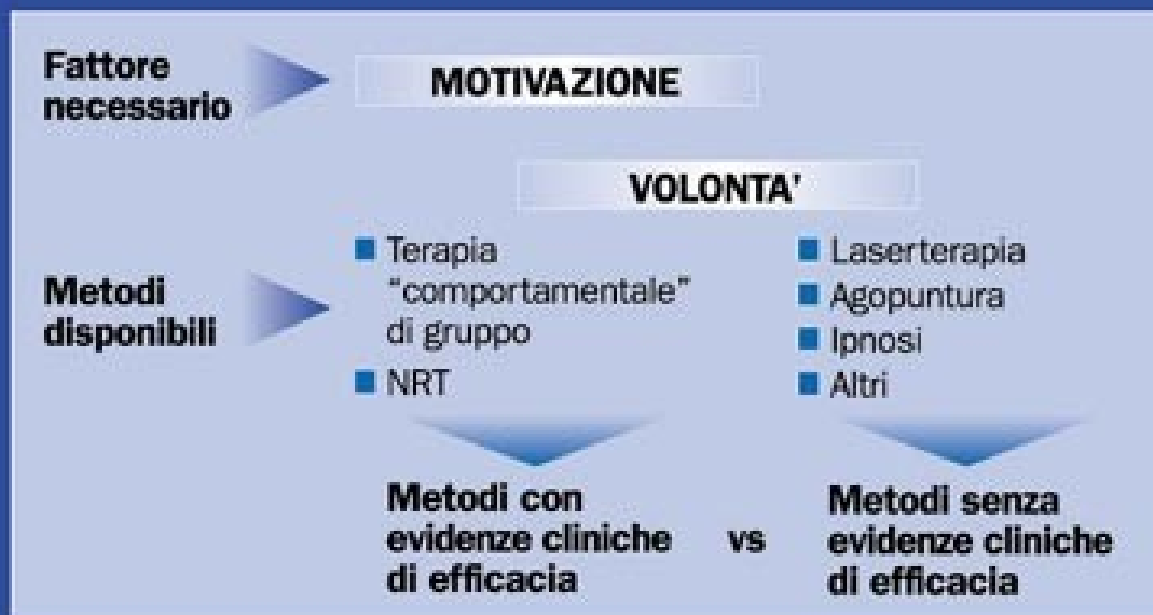 Fattore
necessario
MOTIVAZIONE
VOLONTA'
Metodi
disponibili
Terapia
"comportamentale"
di gruppo
NRT
Laserterapia
Agopuntura
Ipnosi
Altri
Metodi con
evidenze cliniche
di efficacia
vs
Metodi senza
evidenze cliniche
di efficacia